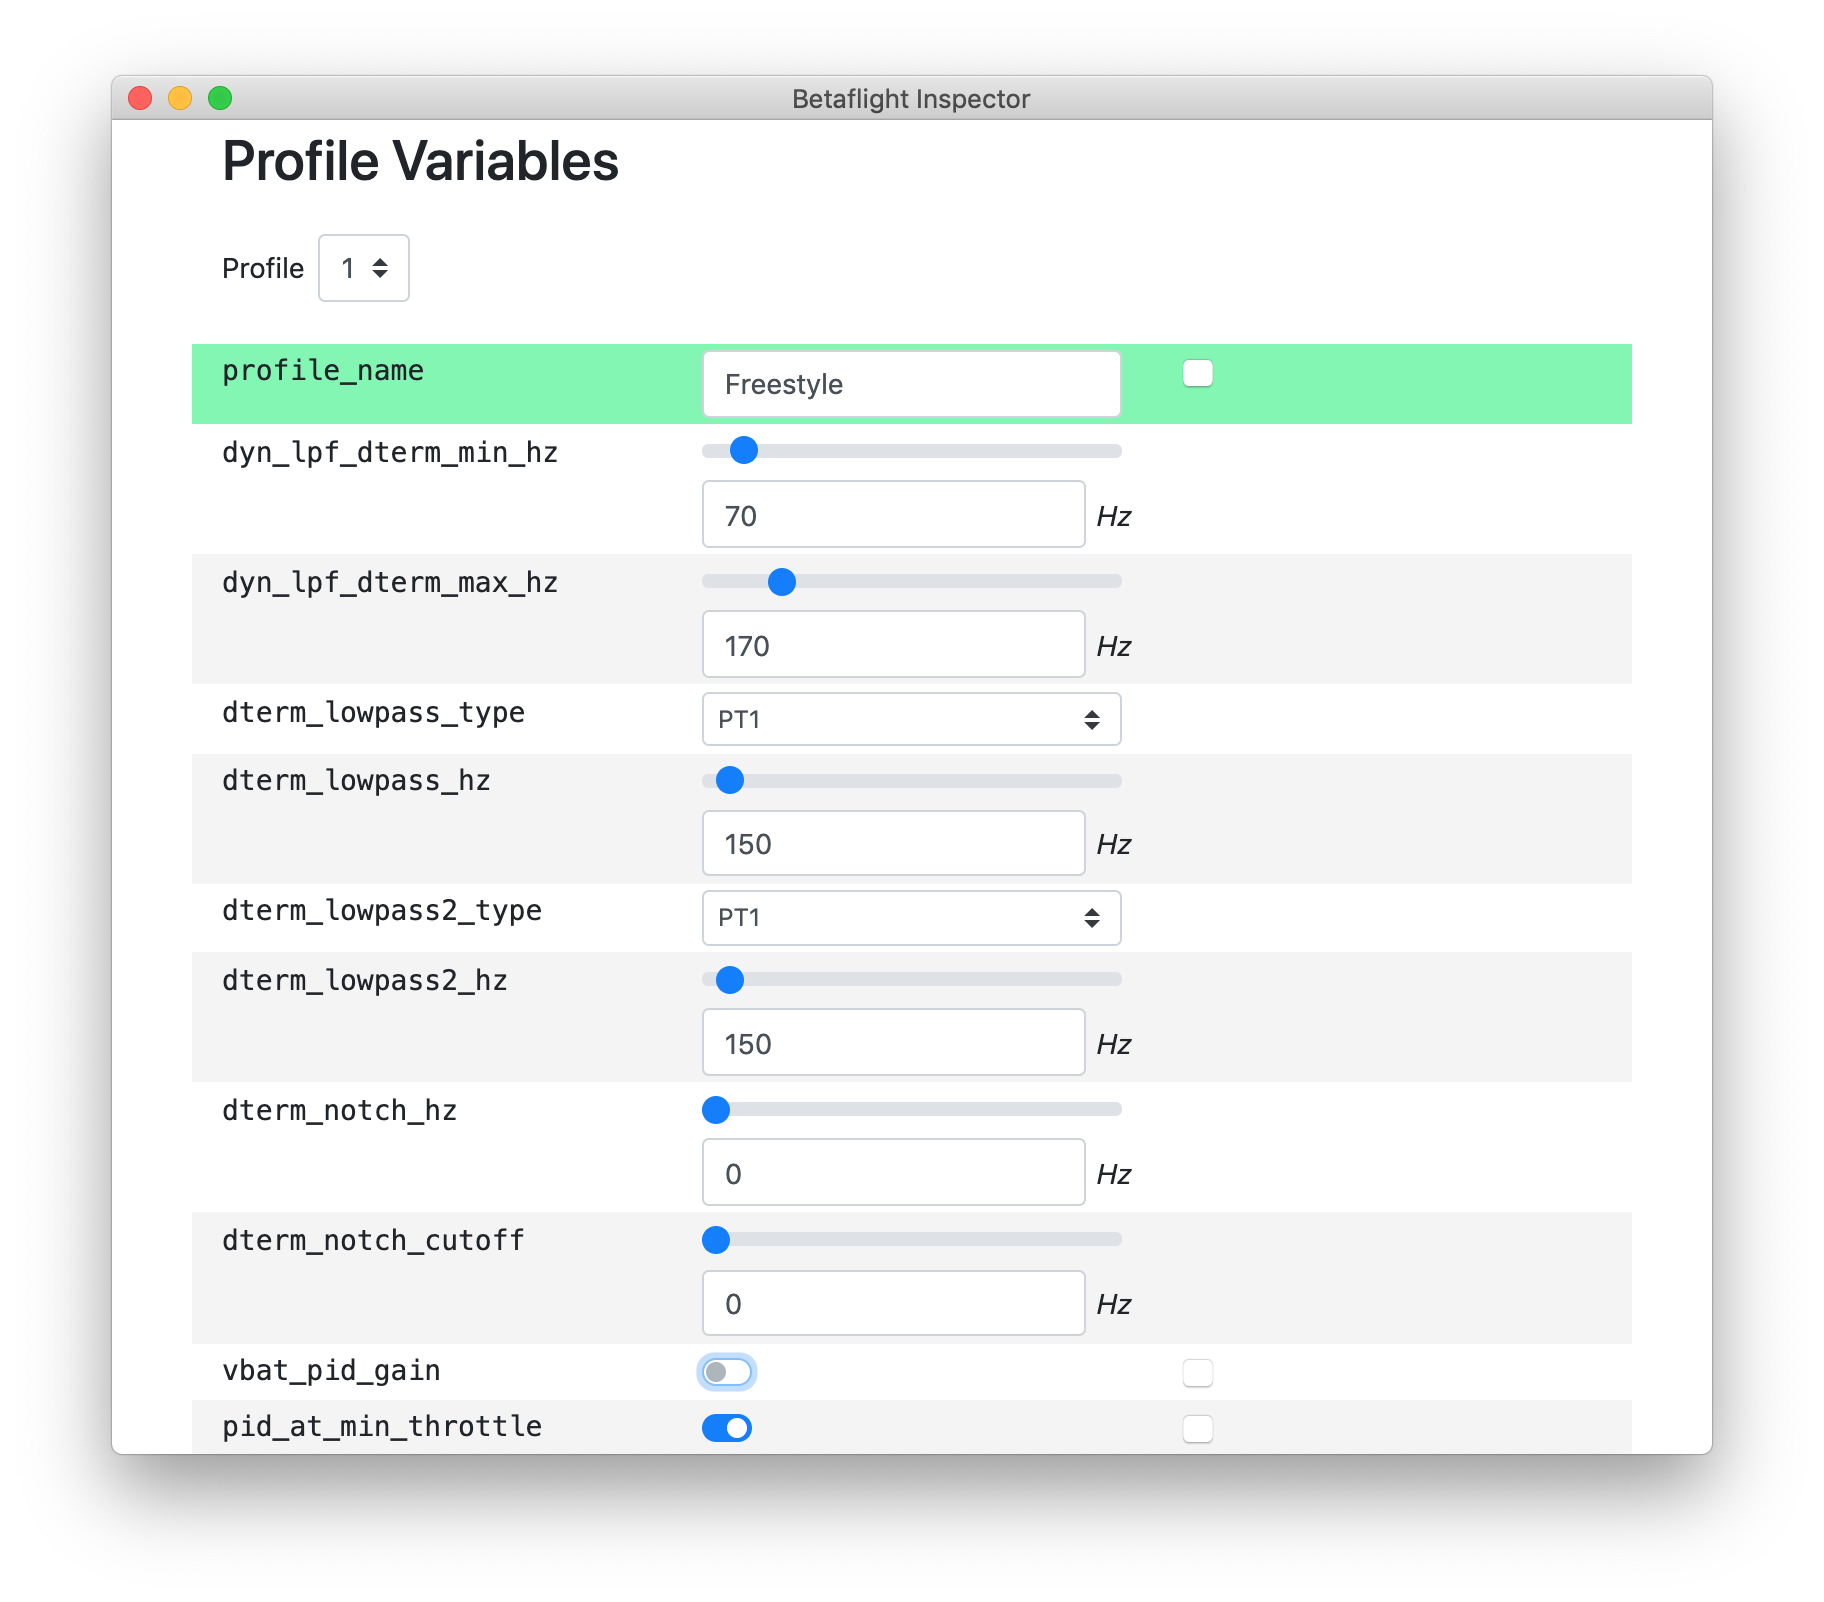 Betaflight Inspector
Profile Variables
Profile 1
profile_name Freestyle
dyn_lpf_dterm_min_hz
70 Hz
dyn_lpf_dterm_max_hz
170 Hz
dterm_lowpass_type PT1
dterm_lowpass_hz
150 Hz
dterm_lowpass2_type PT1
dterm_lowpass2_hz
150 Hz
dterm_notch_hz
0 Hz
dterm_notch_cutoff
0 Hz
vbat_pid_gain
pid_at_min_throttle